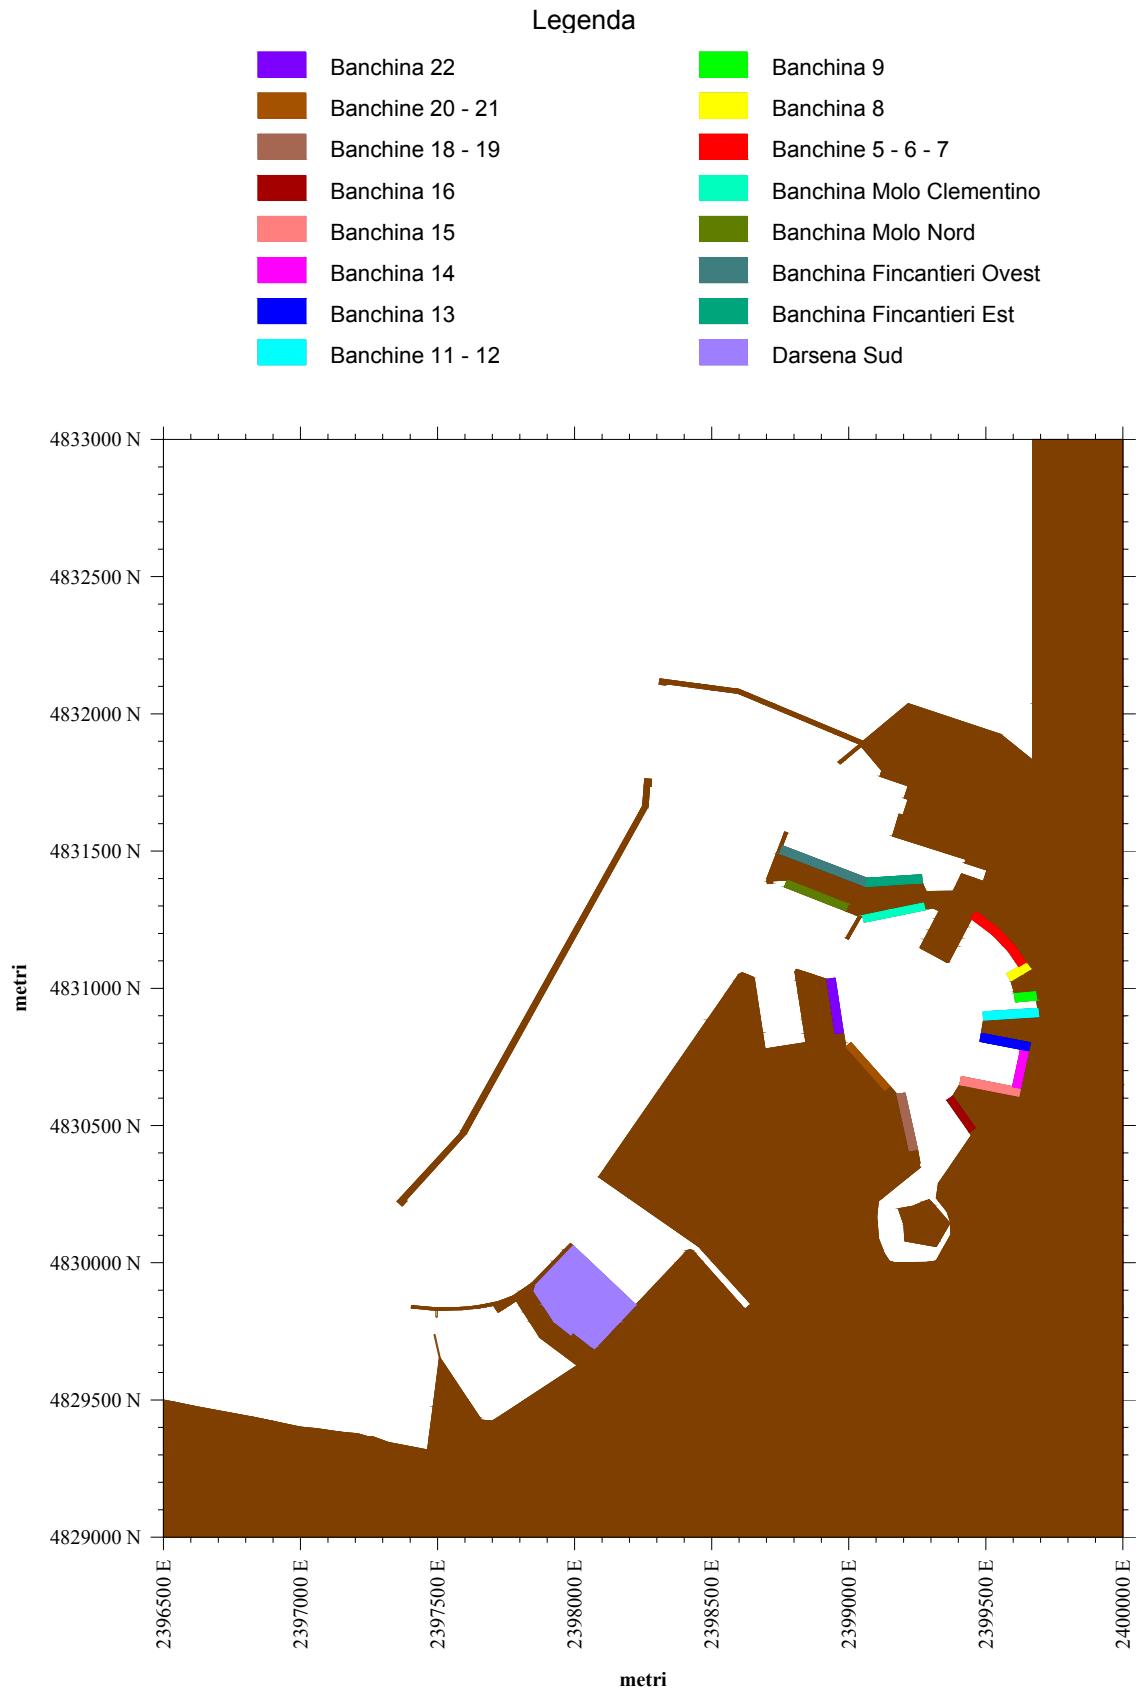 Legenda
Banchina 22
Banchine 20 - 21
Banchine 18 - 19
Banchina 16
Banchina 15
Banchina 14
Banchina 13
Banchine 11 - 12
Banchina 9
Banchina 8
Banchine 5 - 6 - 7
Banchina Molo Clementino
Banchina Molo Nord
Banchina Fincantieri Ovest
Banchina Fincantieri Est
Darsena Sud
4833000 N
4832500 N
4832000 N
4831500 N
4831000 N
4830500 N
4830000 N
4829500 N
4829000 N
metri
2396500 E
2397000 E
2397500 E
2398000 E
2398500 E
2399000 E
2399500 E
2400000 E
metri